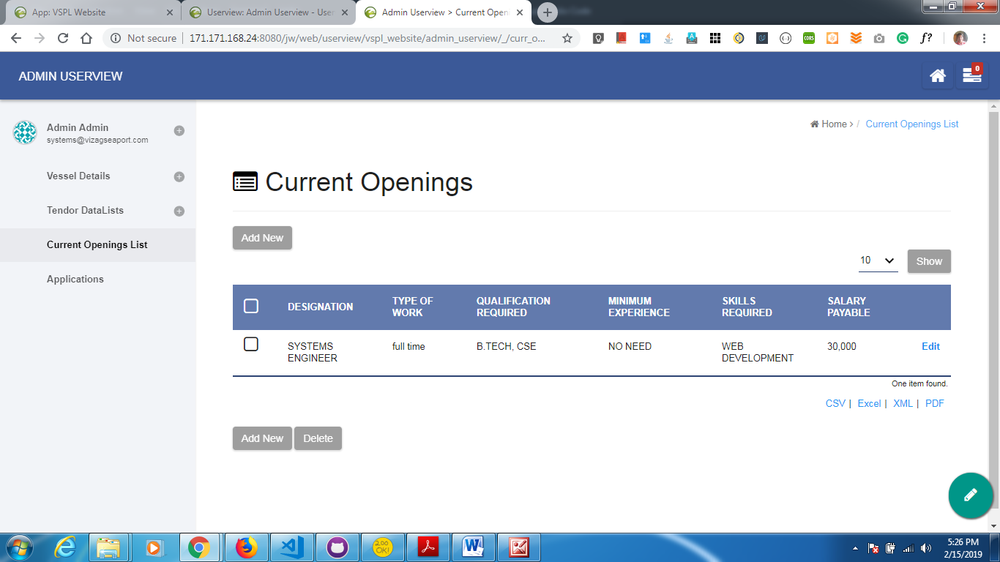 App: VSPL Website
Userview: Admin Userview - User
Admin Userview > Current Openi
Not secure
171.171.168.24:8080/jw/web/userview/vspl_website/admin_userview/_/curr_o...
CORS
f?
ADMIN USERVIEW
0
Admin Admin
systems@vizagseaport.com
Vessel Details
Tendor DataLists
Current Openings List
Applications
Home > / Current Openings List
Current Openings
Add New
10
Show
DESIGNATION
TYPE OF WORK
QUALIFICATION REQUIRED
MINIMUM EXPERIENCE
SKILLS REQUIRED
SALARY PAYABLE
SYSTEMS ENGINEER
full time
B.TECH, CSE
NO NEED
WEB DEVELOPMENT
30,000
Edit
One item found.
CSV | Excel | XML | PDF
Add New
Delete
2.00
OK!
5:26 PM
2/15/2019